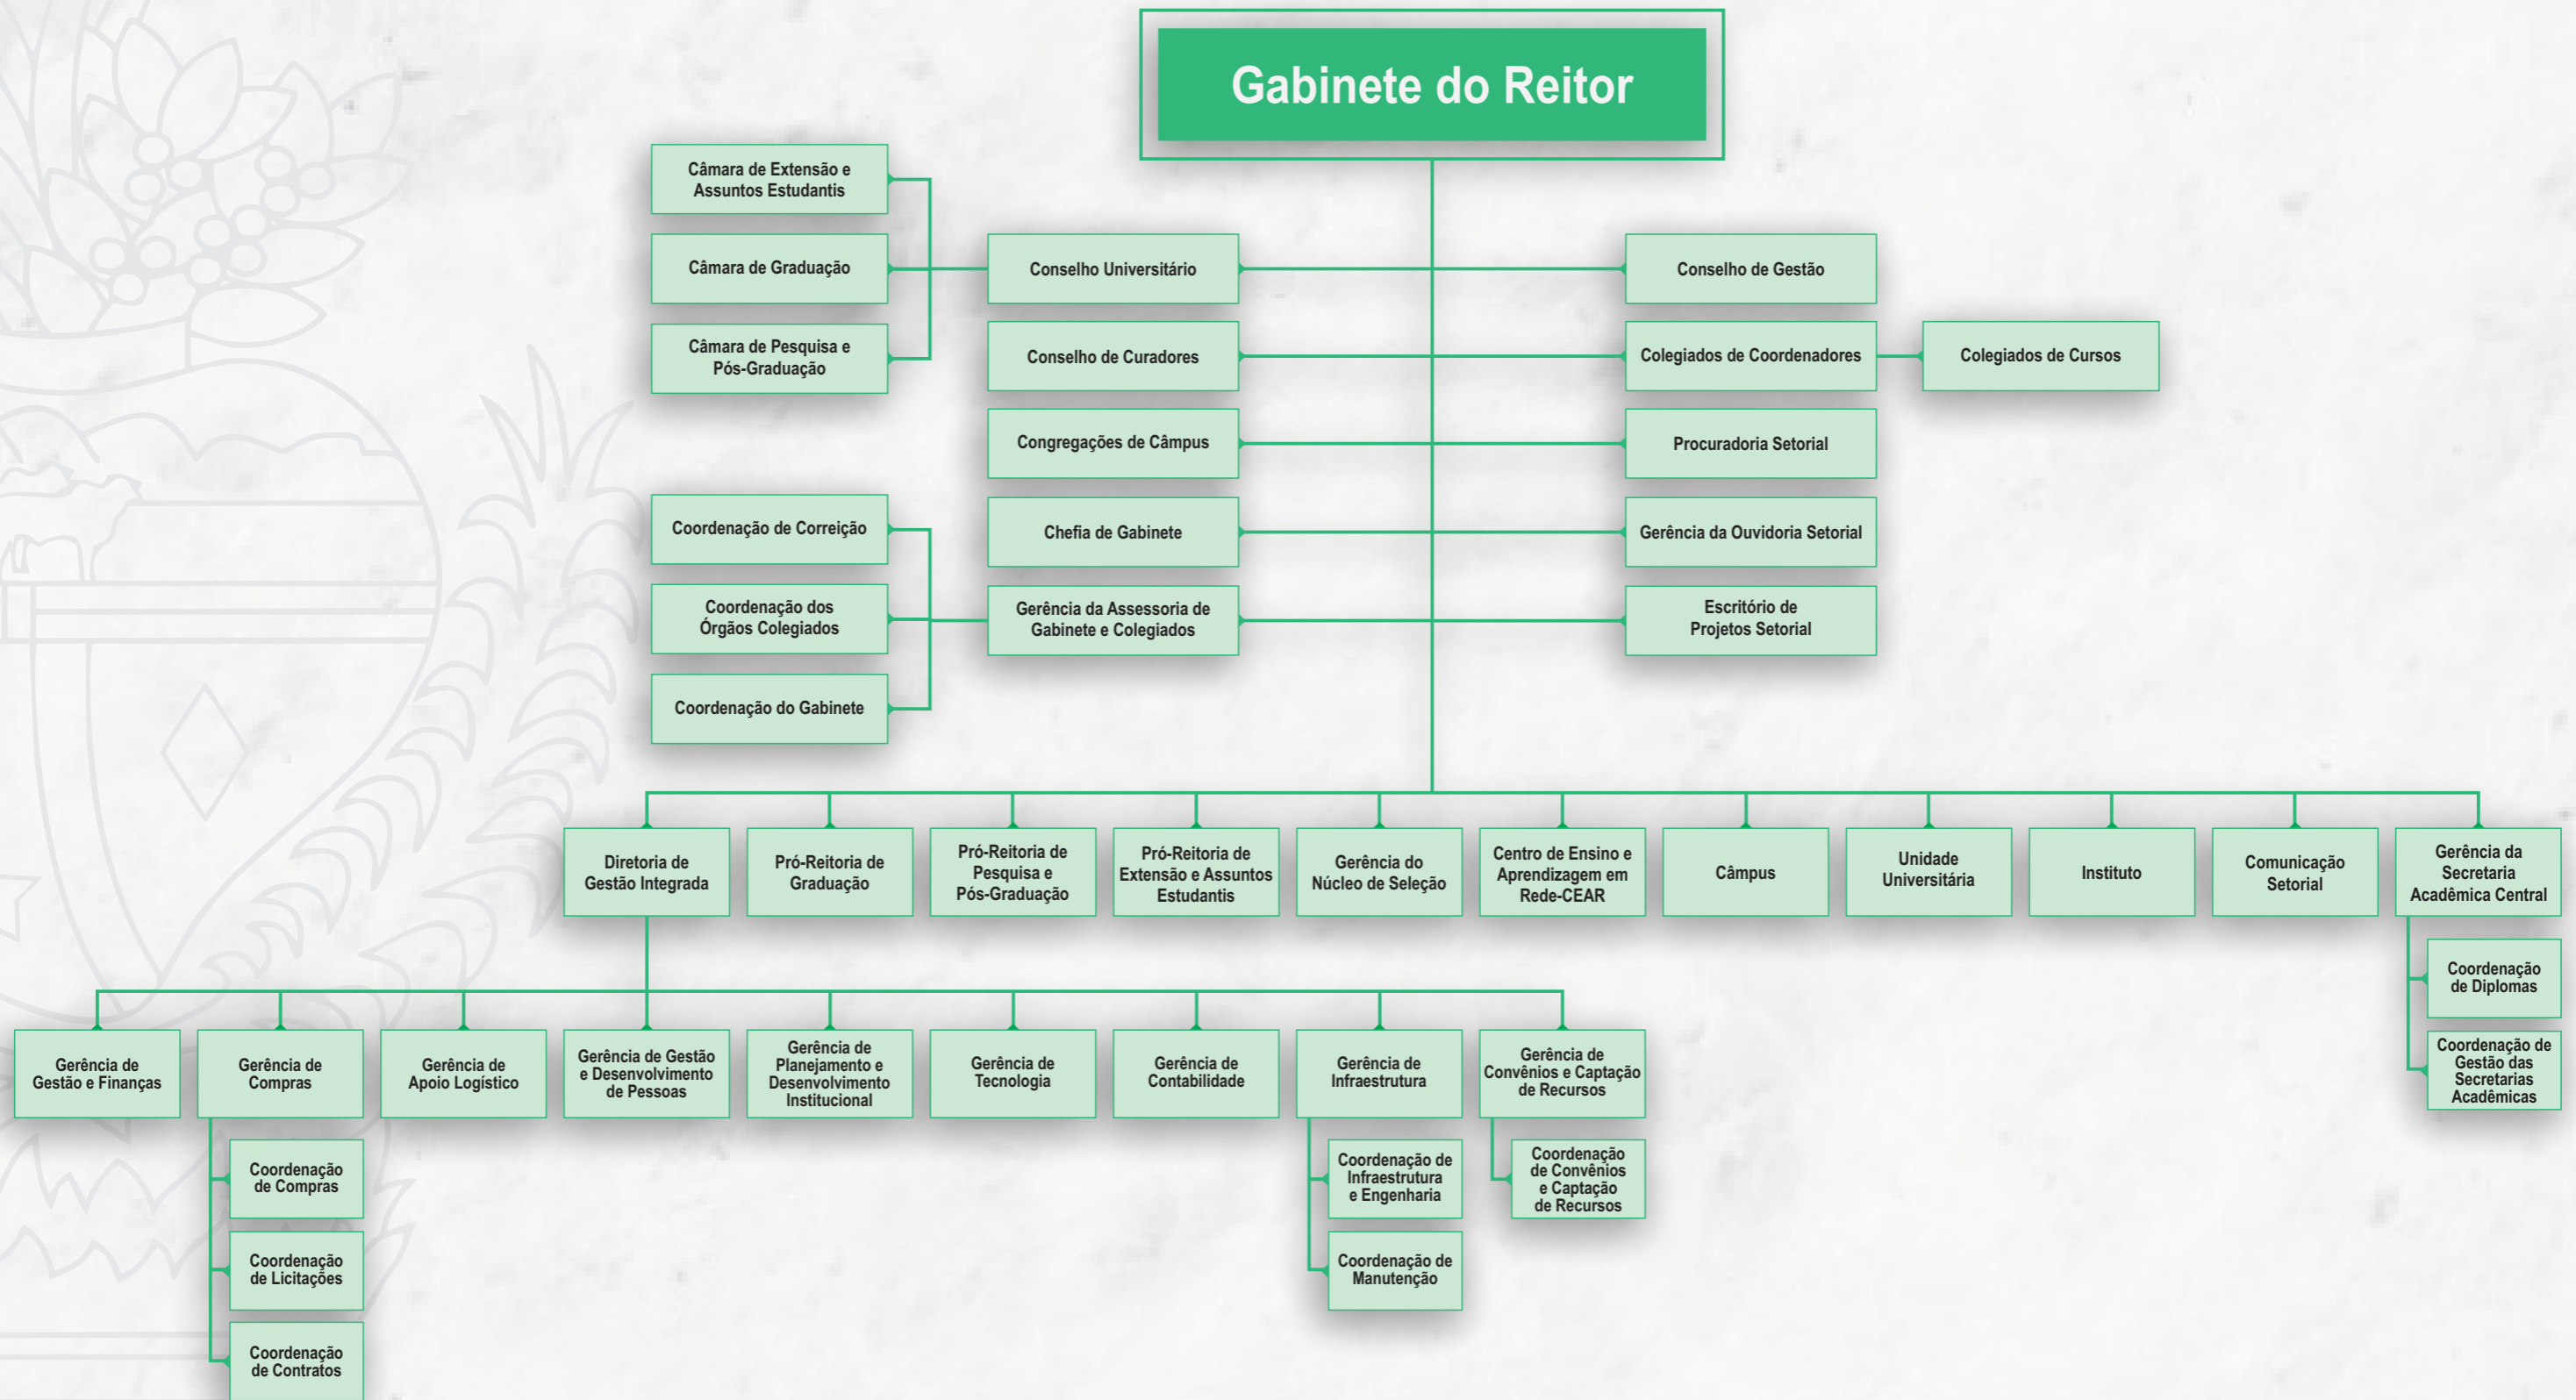 Gabinete do Reitor
Câmara de Extensão e
Assuntos Estudantis
Câmara de Graduação
Câmara de Pesquisa e
Pós-Graduação
Conselho Universitário
Conselho de Curadores
Congregações de Câmpus
Chefia de Gabinete
Gerência da Assessoria de
Gabinete e Colegiados
Coordenação de Correição
Coordenação dos
Órgãos Colegiados
Coordenação do Gabinete
Conselho de Gestão
Colegiados de Coordenadores
Colegiados de Cursos
Procuradoria Setorial
Gerência da Ouvidoria Setorial
Escritório de
Projetos Setorial
Diretoria de
Gestão Integrada
Pró-Reitoria de
Graduação
Pró-Reitoria de
Pesquisa e
Pós-Graduação
Pró-Reitoria de
Extensão e Assuntos
Estudantis
Gerência do
Núcleo de Seleção
Centro de Ensino e
Aprendizagem em
Rede-CEAR
Câmpus
Unidade
Universitária
Instituto
Comunicação
Setorial
Gerência da
Secretaria
Acadêmica Central
Coordenação
de Diplomas
Coordenação de
Gestão das
Secretarias
Acadêmicas
Gerência de
Gestão e Finanças
Gerência de
Compras
Gerência de
Apoio Logístico
Gerência de Gestão
e Desenvolvimento
de Pessoas
Gerência de
Planejamento e
Desenvolvimento
Institucional
Gerência de
Tecnologia
Gerência de
Contabilidade
Gerência de
Infraestrutura
Gerência de
Convênios e Captação
de Recursos
Coordenação
de Compras
Coordenação
de Licitações
Coordenação
de Contratos
Coordenação de
Infraestrutura
e Engenharia
Coordenação de
Manutenção
Coordenação
de Convênios
e Captação
de Recursos